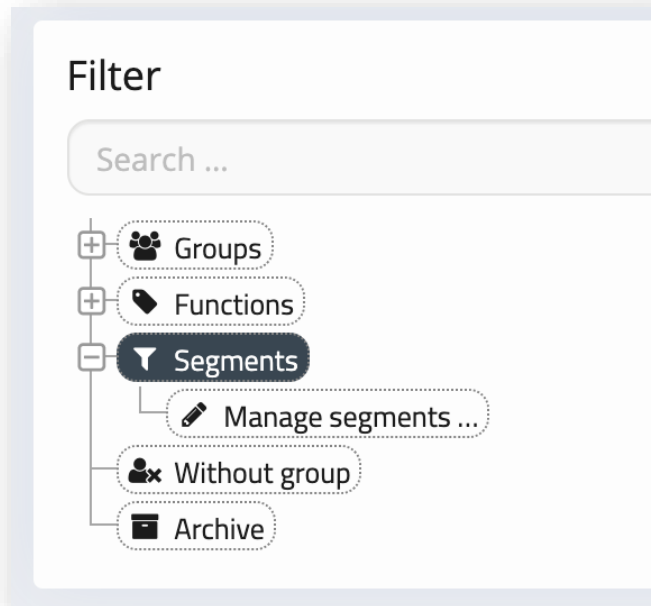 Filter
Search ...
Groups
Functions
Segments
Manage segments ...
Without group
Archive